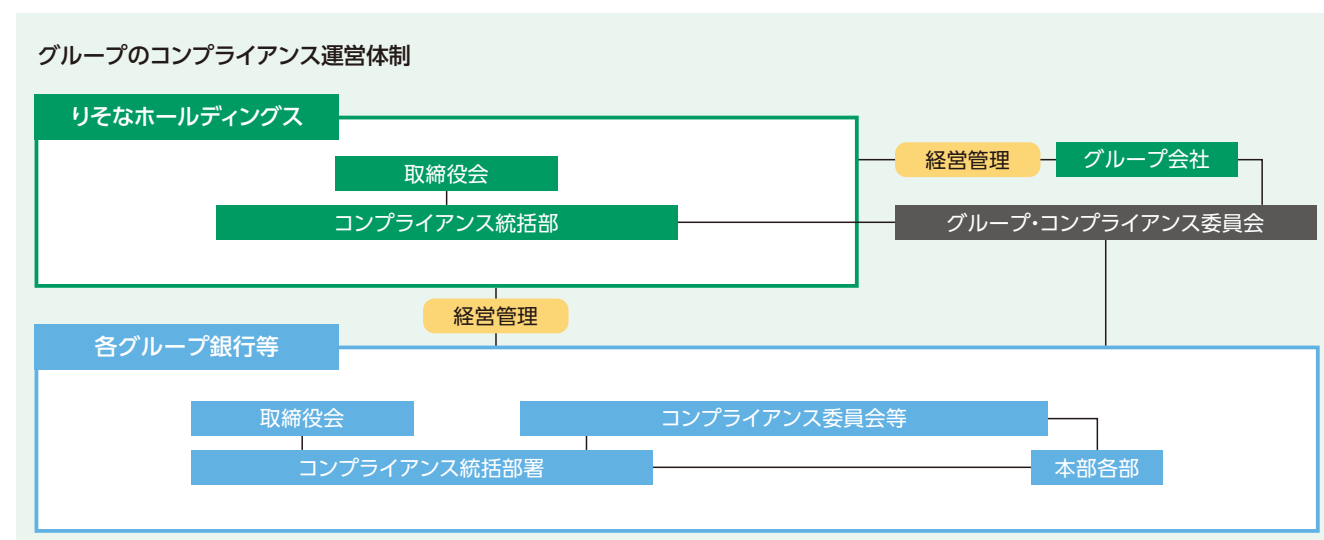 グループのコンプライアンス運営体制
りそなホールディングス
取締役会
コンプライアンス統括部
経営管理
グループ会社
グループ・コンプライアンス委員会
経営管理
各グループ銀行等
取締役会
コンプライアンス委員会等
コンプライアンス統括部署
本部各部